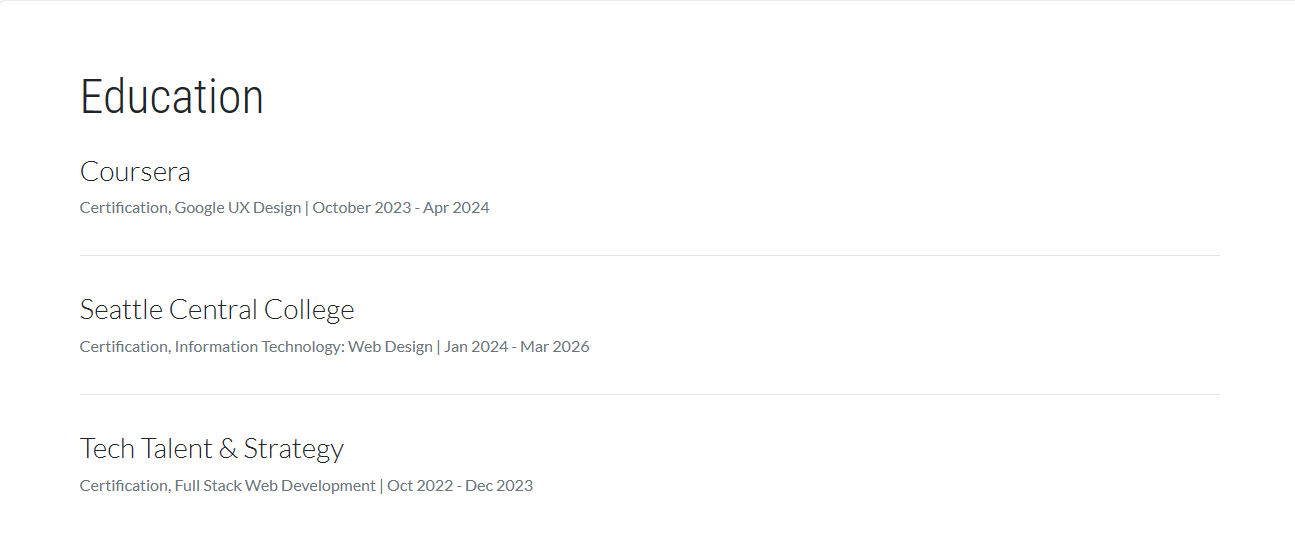 Education
Coursera
Certification, Google UX Design | October 2023 - Apr 2024
Seattle Central College
Certification, Information Technology: Web Design | Jan 2024 - Mar 2026
Tech Talent & Strategy
Certification, Full Stack Web Development | Oct 2022 - Dec 2023